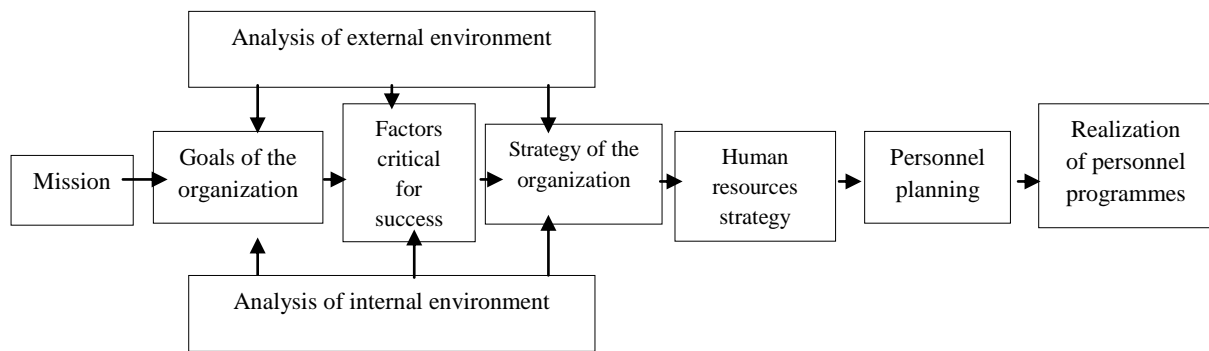 Analysis of external environment
Mission
Goals of the
organization
Factors
critical
for
success
Strategy of the
organization
Human
resources
strategy
Personnel
planning
Realization
of personnel
programmes
Analysis of internal environment